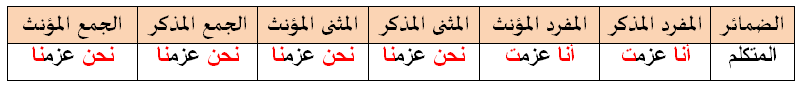 الضمائر المفرد المذكر المفرد المؤنث المثنى المذكر المثنى المؤنث الجمع المذكر الجمع المؤنث
المتكلم أنا عزمت أنا عزمت نحن عزمنا نحن عزمنا نحن عزمنا نحن عزمنا